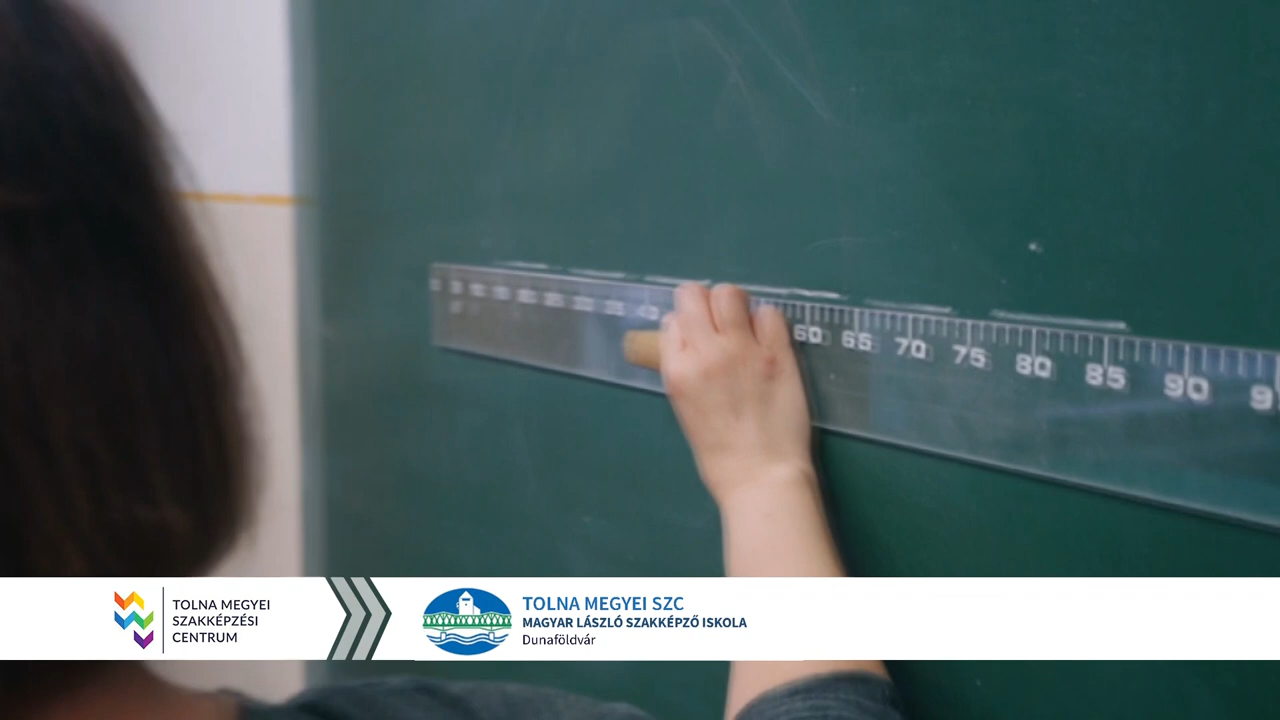 60 65 70 75 80 85 90
TOLNA MEGYEI
SZAKKÉPZÉSI
CENTRUM
TOLNA MEGYEI SZC
MAGYAR LÁSZLÓ SZAKKÉPZŐ ISKOLA
Dunaföldvár